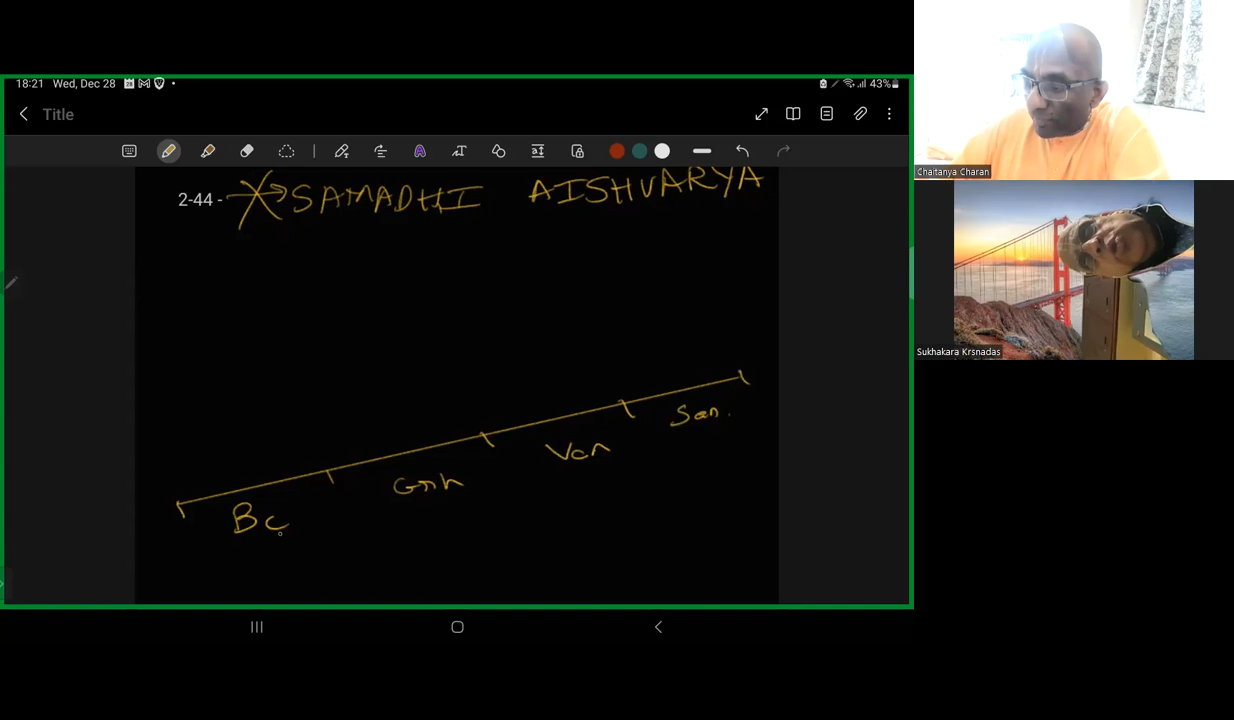 18:21 Wed, Dec 28 43%
Title
2-44 - SAMADHI AISHVARYA
San.
Van
Grh
Bc
Chaitanya Charan
Sukhakara Krsnadas